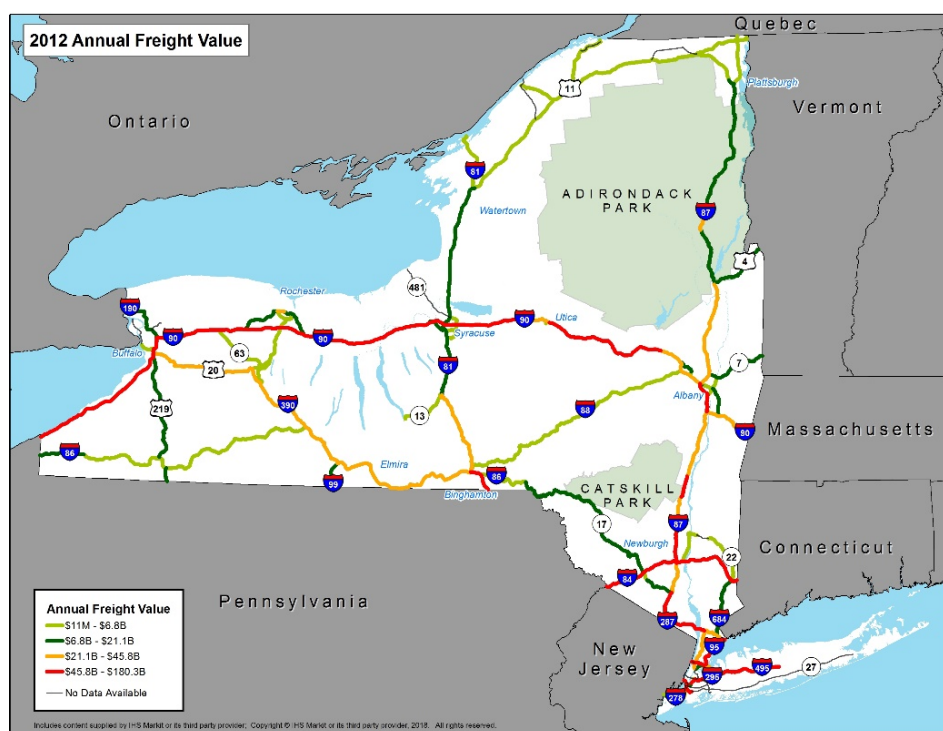 2012 Annual Freight Value
Quebec
Plattsburgh
11
Vermont
Ontario
81
ADIRONDACK
PARK
Watertown
87
4
481
Rochester
190
90
63
90
90
Utica
Syracuse
Buffalo
20
81
7
219
390
13
88
Albany
90
Massachusetts
86
Elmira
99
86
Binghamton
CATSKILL
PARK
17
87
Newburgh
22
Connecticut
84
Pennsylvania
287
684
95
New
Jersey
295
495
27
278
Annual Freight Value
$11M - $6.8B
$6.8B - $21.1B
$21.1B - $45.8B
$45.8B - $180.3B
No Data Available
Includes content supplied by IHS Markit or its third party provider; Copyright © IHS Markit or its third party provider, 2018. All rights reserved.